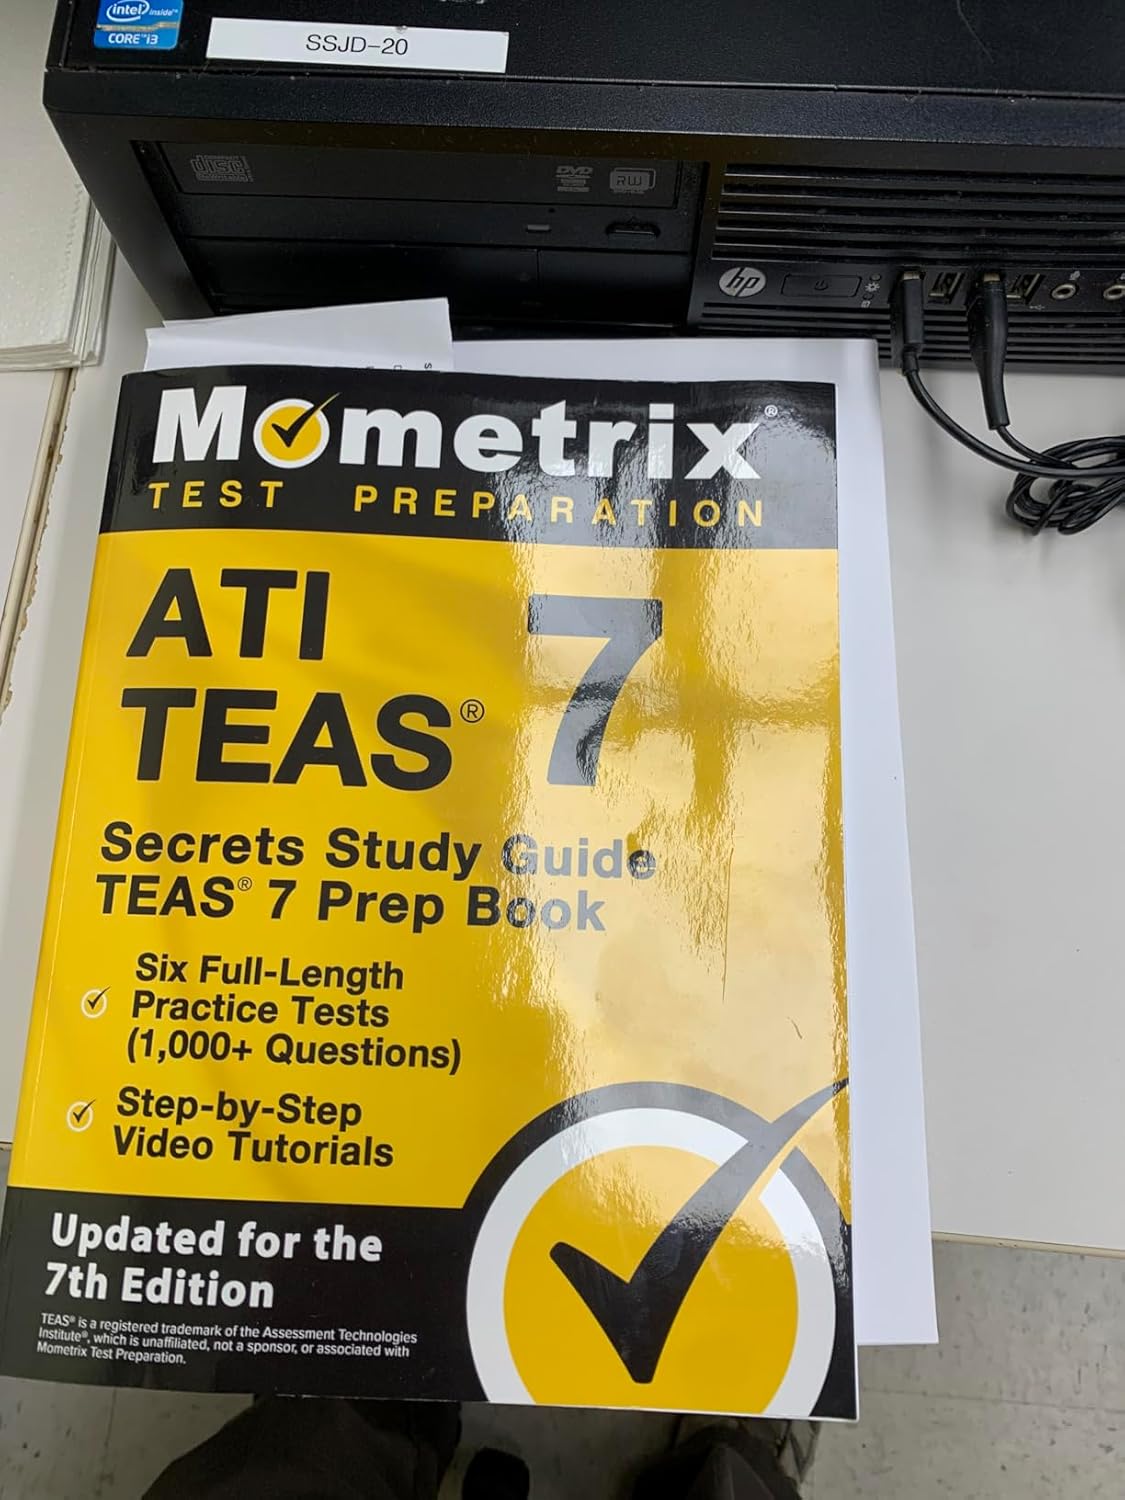 intel inside™
CORE™i3
SSJD-20
disc
DVD
RW
hp
Mometrix®
TEST PREPARATION
ATI
TEAS® 7
Secrets Study Guide
TEAS® 7 Prep Book
Six Full-Length
Practice Tests
(1,000+ Questions)
Step-by-Step
Video Tutorials
Updated for the
7th Edition
TEAS® is a registered trademark of the Assessment Technologies
Institute®, which is unaffiliated, not a sponsor, or associated with
Mometrix Test Preparation.